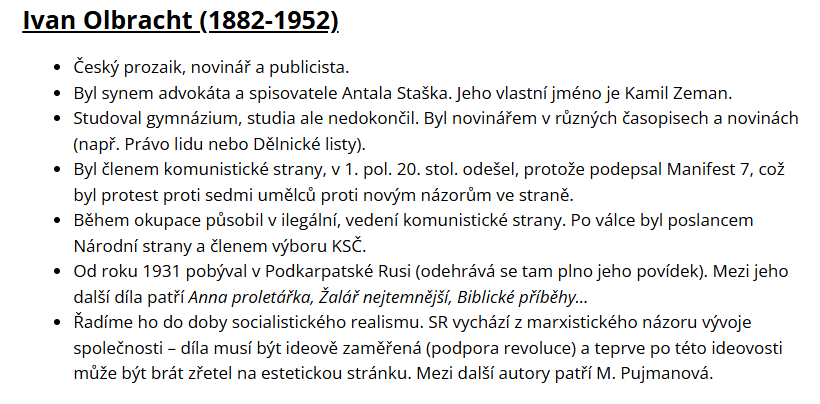 Ivan Olbracht (1882-1952)
• Český prozaik, novinář a publicista.
• Byl synem advokáta a spisovatele Antala Staška. Jeho vlastní jméno je Kamil Zeman.
• Studoval gymnázium, studia ale nedokončil. Byl novinářem v různých časopisech a novinách
(např. Právo lidu nebo Dělnické listy).
• Byl členem komunistické strany, v 1. pol. 20. stol. odešel, protože podepsal Manifest 7, což
byl protest proti sedmi umělců proti novým názorům ve straně.
• Během okupace působil v ilegální, vedení komunistické strany. Po válce byl poslancem
Národní strany a členem výboru KSČ.
• Od roku 1931 pobýval v Podkarpatské Rusi (odehrává se tam plno jeho povídek). Mezi jeho
další díla patří Anna proletářka, Žalář nejtemnější, Biblické příběhy...
• Řadíme ho do doby socialistického realismu. SR vychází z marxistického názoru vývoje
společnosti – díla musí být ideově zaměřená (podpora revoluce) a teprve po této ideovosti
může být brát zřetel na estetickou stránku. Mezi další autory patří M. Pujmanová.